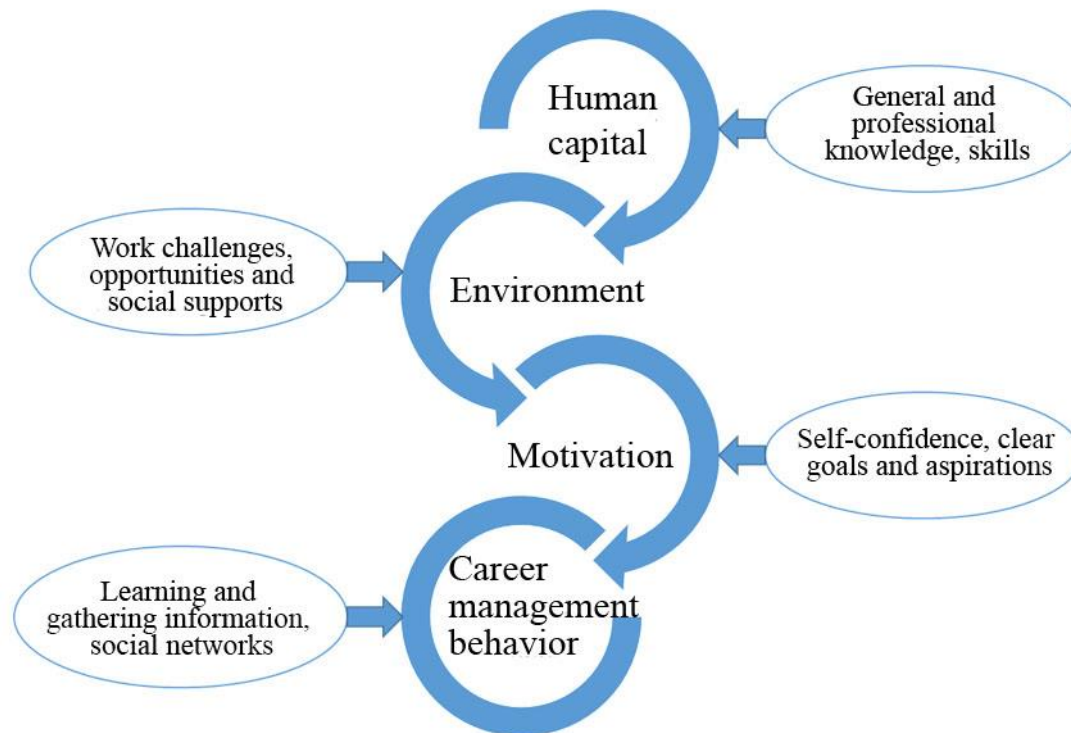 Human
capital
General and
professional
knowledge, skills
Work challenges,
opportunities and
social supports
Environment
Motivation
Self-confidence, clear
goals and aspirations
Career
management
behavior
Learning and
gathering information,
social networks